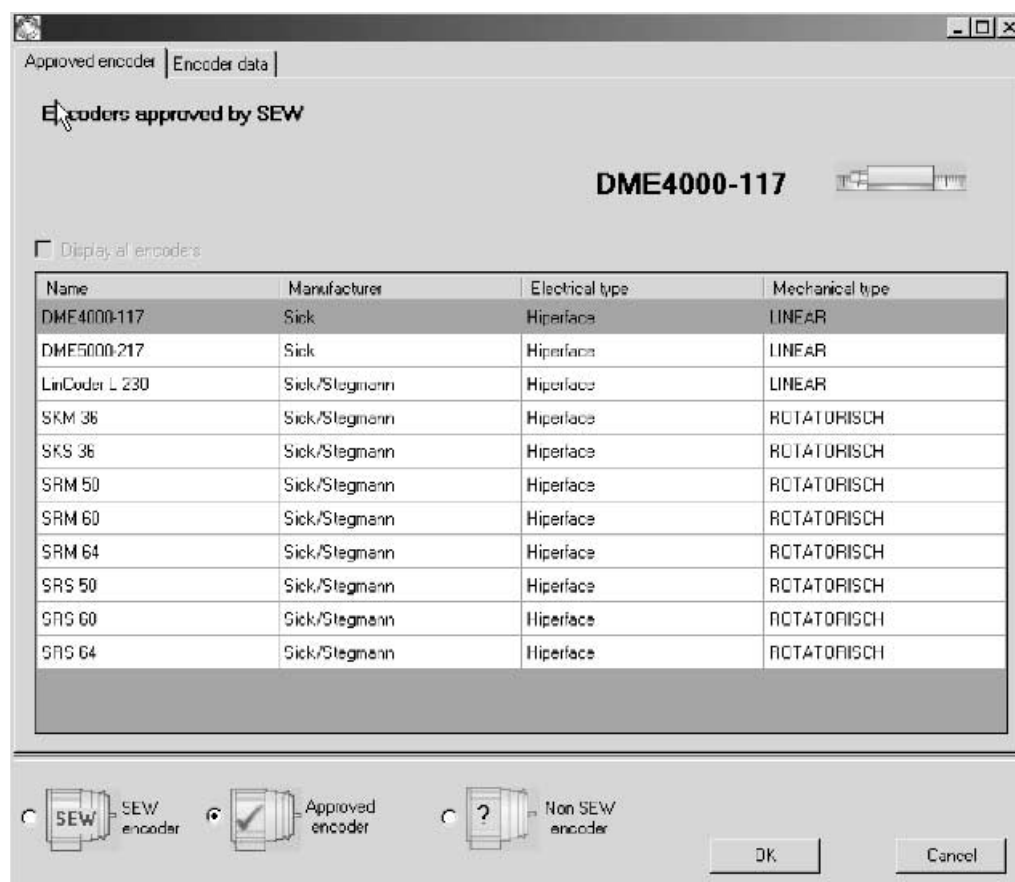 Approved encoder Encoder data
Encoders approved by SEW
DME4000-117
Display all encoders
Name Manufacturer Electrical type Mechanical type
DME4000-117 Sick Hiperface LINEAR
DME5000-217 Sick Hiperface LINEAR
LinCoder L 230 Sick/Stegmann Hiperface LINEAR
SKM 36 Sick/Stegmann Hiperface ROTATORISCH
SKS 36 Sick/Stegmann Hiperface ROTATORISCH
SRM 50 Sick/Stegmann Hiperface ROTATORISCH
SRM 60 Sick/Stegmann Hiperface ROTATORISCH
SRM 64 Sick/Stegmann Hiperface ROTATORISCH
SRS 50 Sick/Stegmann Hiperface ROTATORISCH
SRS 60 Sick/Stegmann Hiperface ROTATORISCH
SRS 64 Sick/Stegmann Hiperface ROTATORISCH
SEW SEW encoder
? Approved encoder
Non SEW encoder
OK Cancel